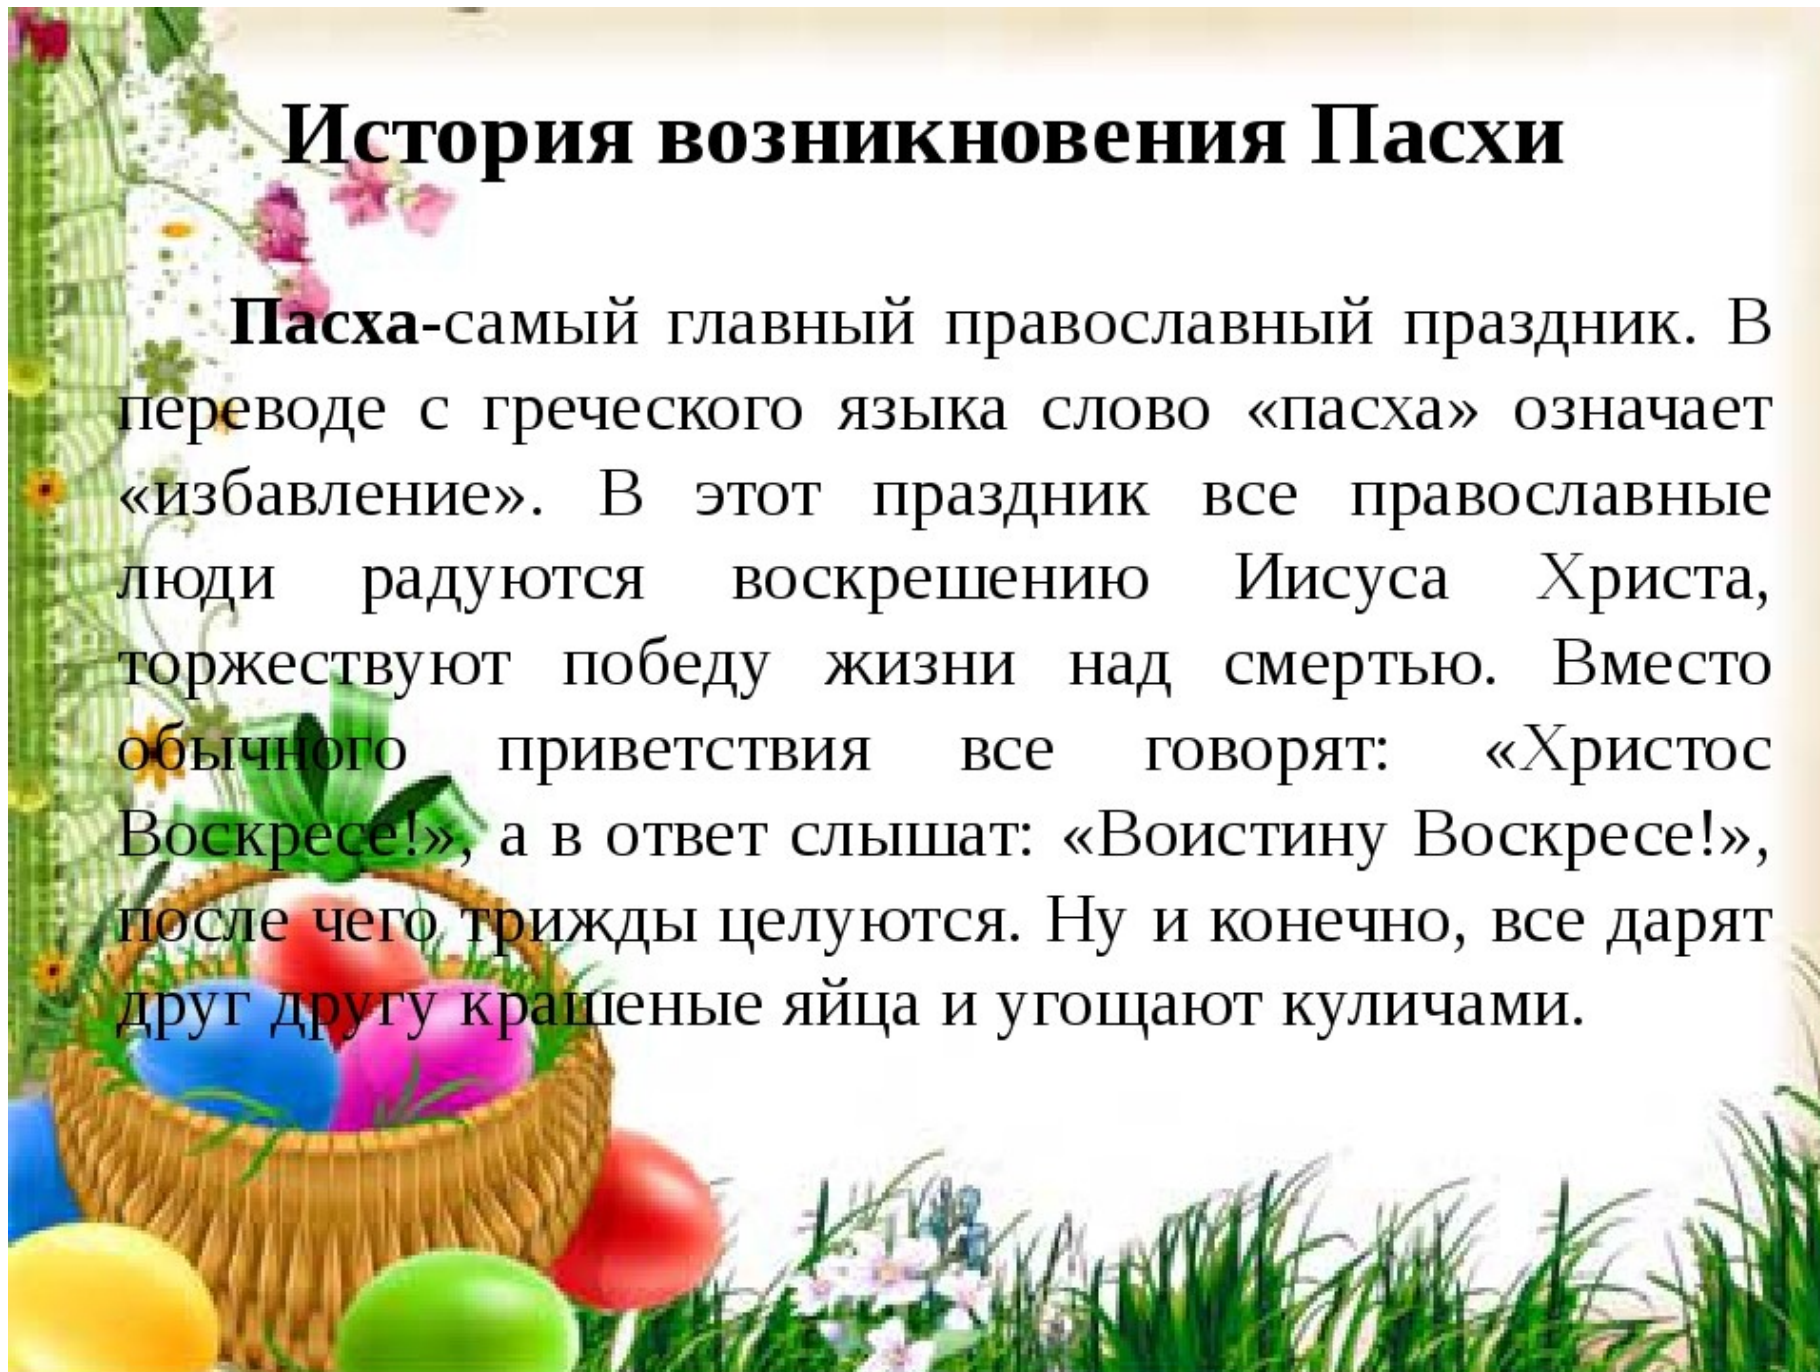 История возникновения Пасхи
Пасха-самый главный православный праздник. В
переводе с греческого языка слово «пасха» означает
«избавление». В этот праздник все православные
люди радуются воскрешению Иисуса Христа,
торжествуют победу жизни над смертью. Вместо
обычного приветствия все говорят: «Христос
Воскресе!», а в ответ слышат: «Воистину Воскресе!»,
после чего трижды целуются. Ну и конечно, все дарят
друг другу крашеные яйца и угощают куличами.